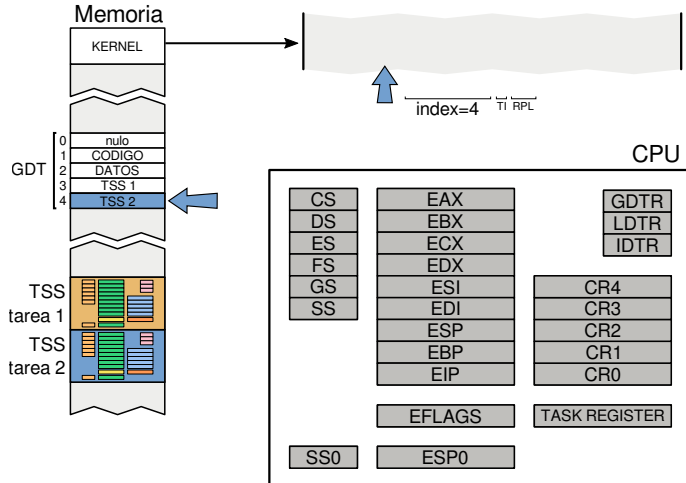 Memoria
KERNEL
index=4 TI RPL
GDT
0 nulo
1 CODIGO
2 DATOS
3 TSS 1
4 TSS 2
TSS
tarea 1
TSS
tarea 2
CPU
CS
DS
ES
FS
GS
SS
EAX
EBX
ECX
EDX
ESI
EDI
ESP
EBP
EIP
GDTR
LDTR
IDTR
CR4
CR3
CR2
CR1
CR0
EFLAGS
TASK REGISTER
SS0
ESP0